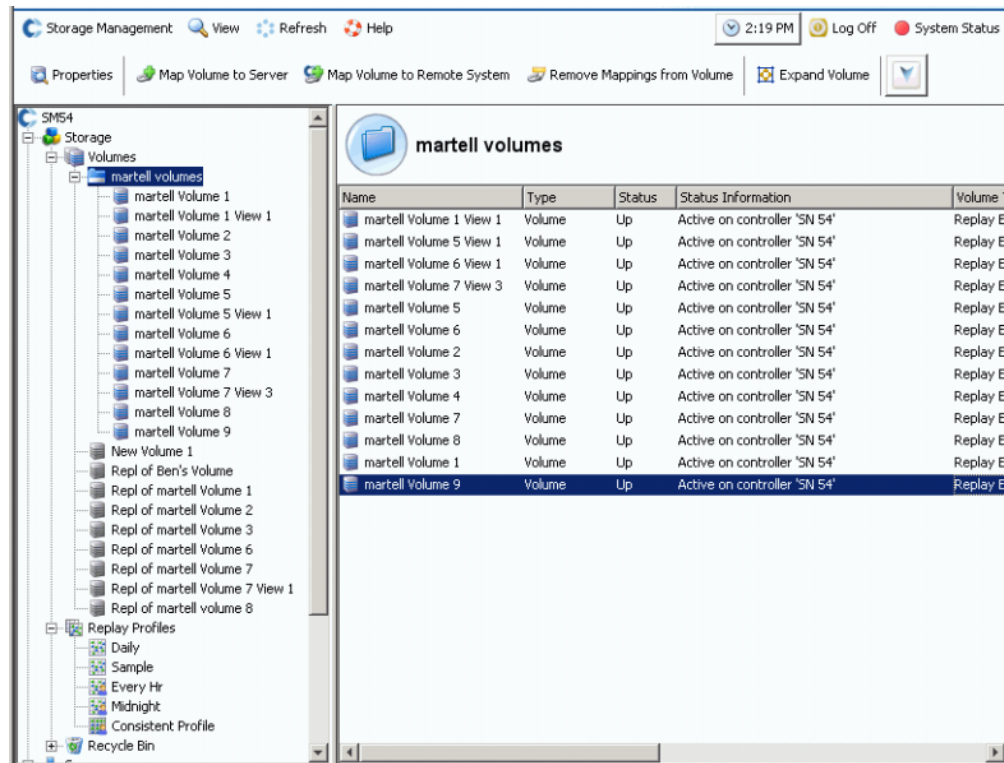 Storage Management View Refresh Help 2:19 PM Log Off System Status
Properties Map Volume to Server Map Volume to Remote System Remove Mappings from Volume Expand Volume
SM54
Storage
Volumes
martell volumes
martell Volume 1
martell Volume 1 View 1
martell Volume 2
martell Volume 3
martell Volume 4
martell Volume 5
martell Volume 5 View 1
martell Volume 6
martell Volume 6 View 1
martell Volume 7
martell Volume 7 View 3
martell Volume 8
martell Volume 9
New Volume 1
Repl of Ben's Volume
Repl of martell Volume 1
Repl of martell Volume 2
Repl of martell Volume 3
Repl of martell Volume 6
Repl of martell Volume 7
Repl of martell Volume 7 View 1
Repl of martell volume 8
Replay Profiles
Daily
Sample
Every Hr
Midnight
Consistent Profile
Recycle Bin
martell volumes
Name Type Status Status Information Volume
martell Volume 1 View 1 Volume Up Active on controller 'SN 54' Replay
martell Volume 5 View 1 Volume Up Active on controller 'SN 54' Replay
martell Volume 6 View 1 Volume Up Active on controller 'SN 54' Replay
martell Volume 7 View 3 Volume Up Active on controller 'SN 54' Replay
martell Volume 5 Volume Up Active on controller 'SN 54' Replay
martell Volume 6 Volume Up Active on controller 'SN 54' Replay
martell Volume 2 Volume Up Active on controller 'SN 54' Replay
martell Volume 3 Volume Up Active on controller 'SN 54' Replay
martell Volume 4 Volume Up Active on controller 'SN 54' Replay
martell Volume 7 Volume Up Active on controller 'SN 54' Replay
martell Volume 8 Volume Up Active on controller 'SN 54' Replay
martell Volume 1 Volume Up Active on controller 'SN 54' Replay
martell Volume 9 Volume Up Active on controller 'SN 54' Replay